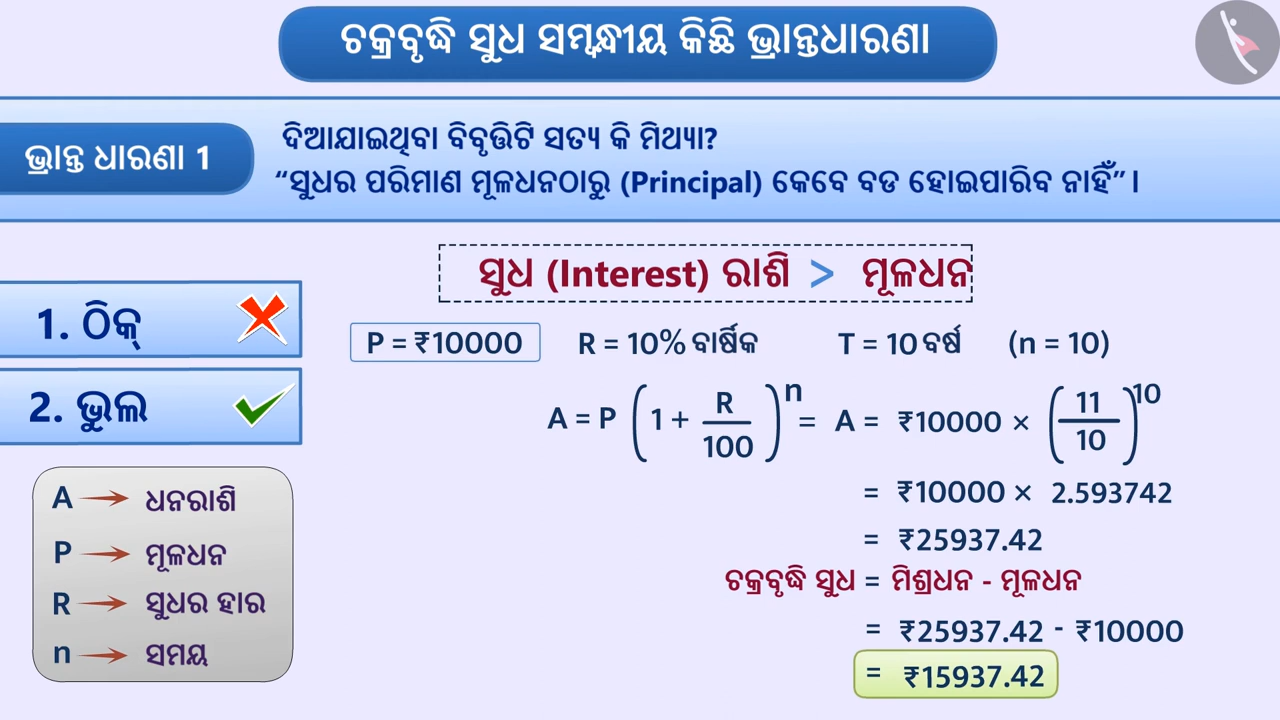 ଚକ୍ରବୃଦ୍ଧି ସୁଧ ସମ୍ବନ୍ଧୀୟ କିଛି ଭ୍ରାନ୍ତଧାରଣା
ଭ୍ରାନ୍ତ ଧାରଣା 1
ଦିଆଯାଇଥିବା ବିବୃତ୍ତିଟି ସତ୍ୟ କି ମିଥ୍ୟା?
“ସୁଧର ପରିମାଣ ମୂଳଧନଠାରୁ (Principal) କେବେ ବଡ ହୋଇପାରିବ ନାହିଁ” ।
ସୁଧ (Interest) ରାଶି > ମୂଳଧନ
1. ଠିକ୍
2. ଭୁଲ
P = ₹10000 R = 10% ବାର୍ଷିକ T = 10 ବର୍ଷ (n = 10)
A = P (1 + R/100)^n = A = ₹10000 × (11/10)^10
= ₹10000 × 2.593742
= ₹25937.42
ଚକ୍ରବୃଦ୍ଧି ସୁଧ = ମିଶ୍ରଧନ - ମୂଳଧନ
= ₹25937.42 - ₹10000
= ₹15937.42
A → ଧନରାଶି
P → ମୂଳଧନ
R → ସୁଧର ହାର
n → ସମୟ